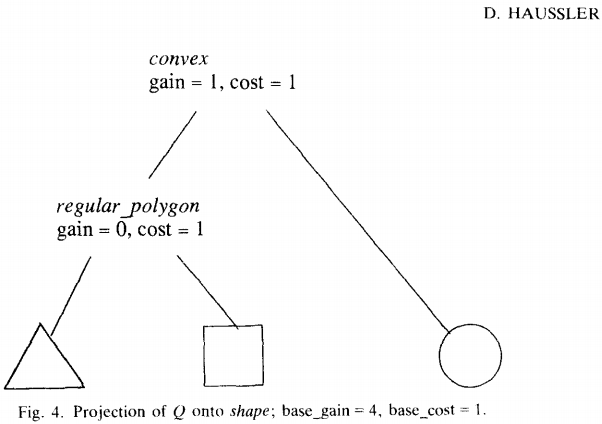 D. HAUSSLER
convex
gain = 1, cost = 1
regular_polygon
gain = 0, cost = 1
Fig. 4. Projection of Q onto shape; base_gain = 4, base_cost = 1.